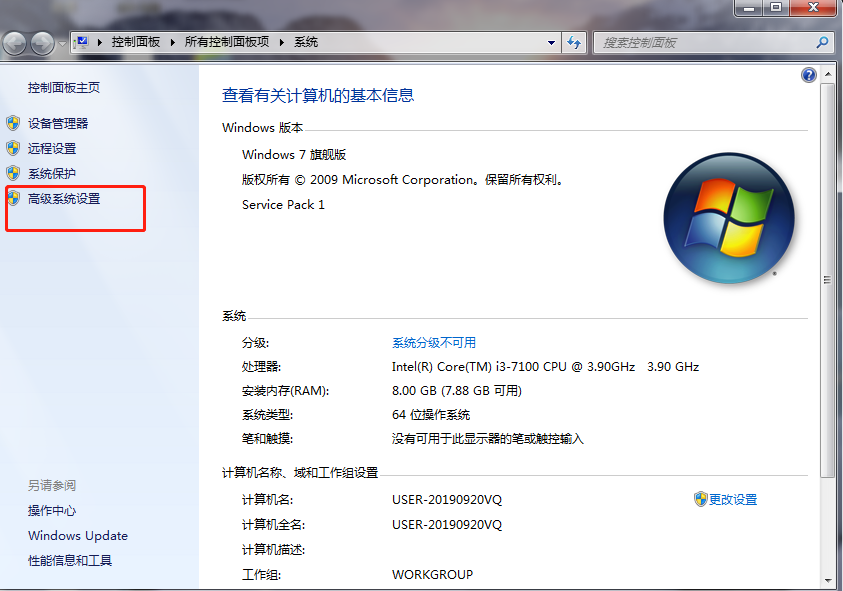 控制面板 所有控制面板项 系统
搜索控制面板
控制面板主页
设备管理器
远程设置
系统保护
高级系统设置
另请参阅
操作中心
Windows Update
性能信息和工具
查看有关计算机的基本信息
Windows 版本
Windows 7 旗舰版
版权所有 © 2009 Microsoft Corporation。保留所有权利。
Service Pack 1
系统
分级: 系统分级不可用
处理器: Intel(R) Core(TM) i3-7100 CPU @ 3.90GHz 3.90 GHz
安装内存(RAM): 8.00 GB (7.88 GB 可用)
系统类型: 64 位操作系统
笔和触摸: 没有可用于此显示器的笔或触控输入
计算机名称、域和工作组设置
计算机名: USER-20190920VQ 更改设置
计算机全名: USER-20190920VQ
计算机描述:
工作组: WORKGROUP